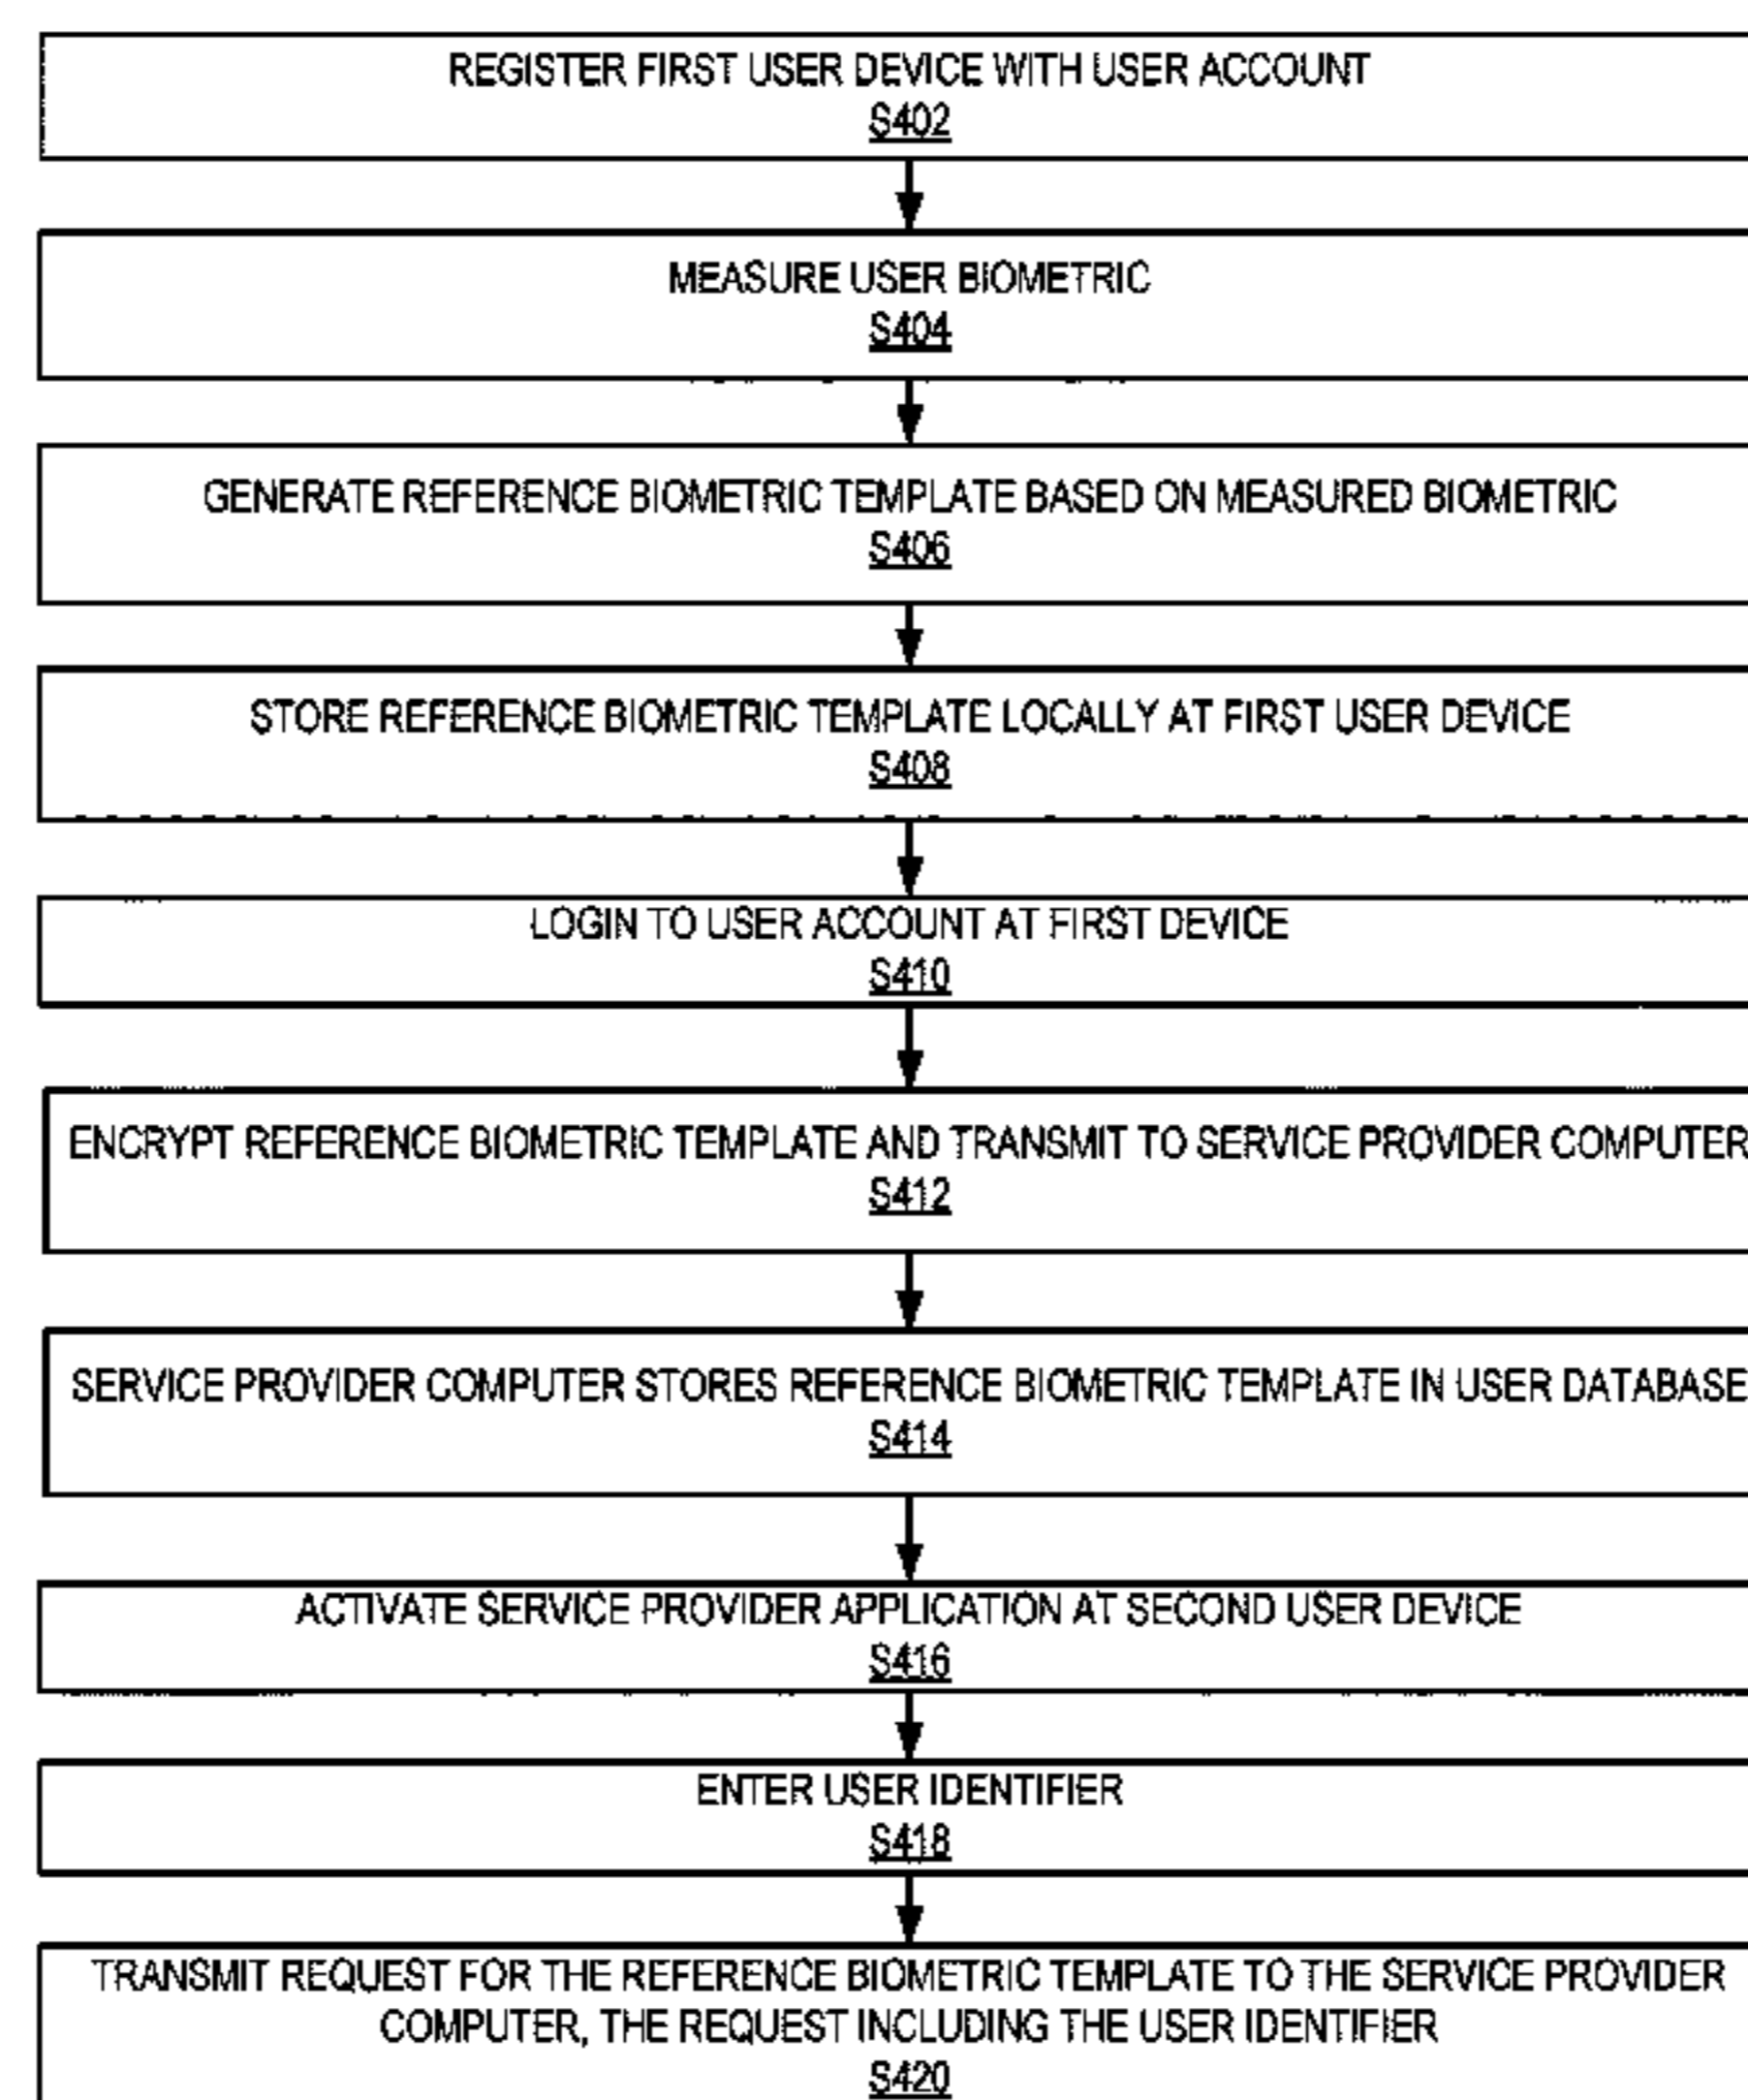 REGISTER FIRST USER DEVICE WITH USER ACCOUNT
S402
MEASURE USER BIOMETRIC
S404
GENERATE REFERENCE BIOMETRIC TEMPLATE BASED ON MEASURED BIOMETRIC
S406
STORE REFERENCE BIOMETRIC TEMPLATE LOCALLY AT FIRST USER DEVICE
S408
LOGIN TO USER ACCOUNT AT FIRST DEVICE
S410
ENCRYPT REFERENCE BIOMETRIC TEMPLATE AND TRANSMIT TO SERVICE PROVIDER COMPUTER
S412
SERVICE PROVIDER COMPUTER STORES REFERENCE BIOMETRIC TEMPLATE IN USER DATABASE
S414
ACTIVATE SERVICE PROVIDER APPLICATION AT SECOND USER DEVICE
S416
ENTER USER IDENTIFIER
S418
TRANSMIT REQUEST FOR THE REFERENCE BIOMETRIC TEMPLATE TO THE SERVICE PROVIDER
COMPUTER, THE REQUEST INCLUDING THE USER IDENTIFIER
S420